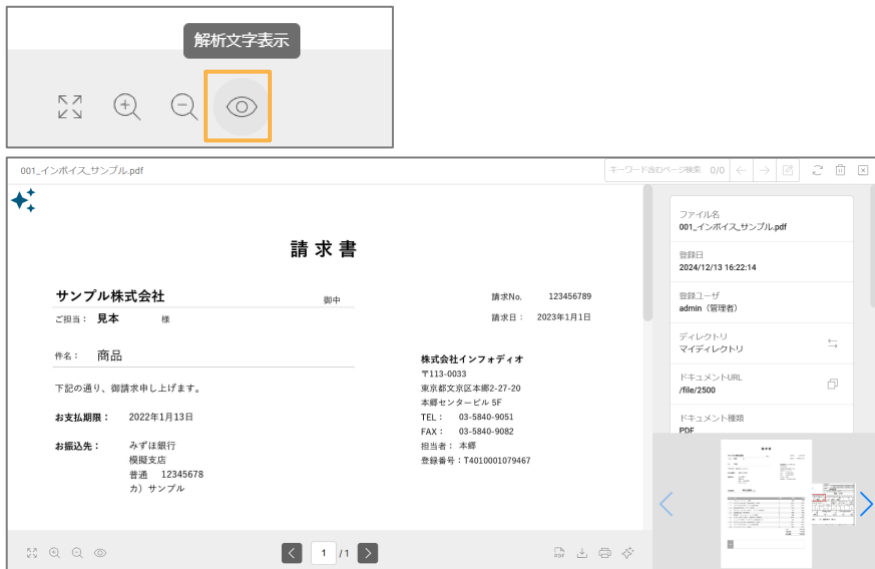 解析文字表示
001_インボイス_サンプル.pdf
キーワード含むページ検索 0/0
請求書
サンプル株式会社 御中
ご担当： 見本 様
件名： 商品
下記の通り、御請求申し上げます。
お支払期限： 2022年1月13日
お振込先： みずほ銀行
模擬支店
普通 12345678
カ）サンプル
請求No. 123456789
請求日： 2023年1月1日
株式会社インフォディオ
〒113-0033
東京都文京区本郷2-27-20
本郷センタービル 5F
TEL： 03-5840-9051
FAX： 03-5840-9082
担当者： 本郷
登録番号：T4010001079467
ファイル名
001_インボイス_サンプル.pdf
登録日
2024/12/13 16:22:14
登録ユーザ
admin（管理者）
ディレクトリ
マイディレクトリ
ドキュメントURL
/file/2500
ドキュメント種類
PDF
請求書
1 /1
PDF